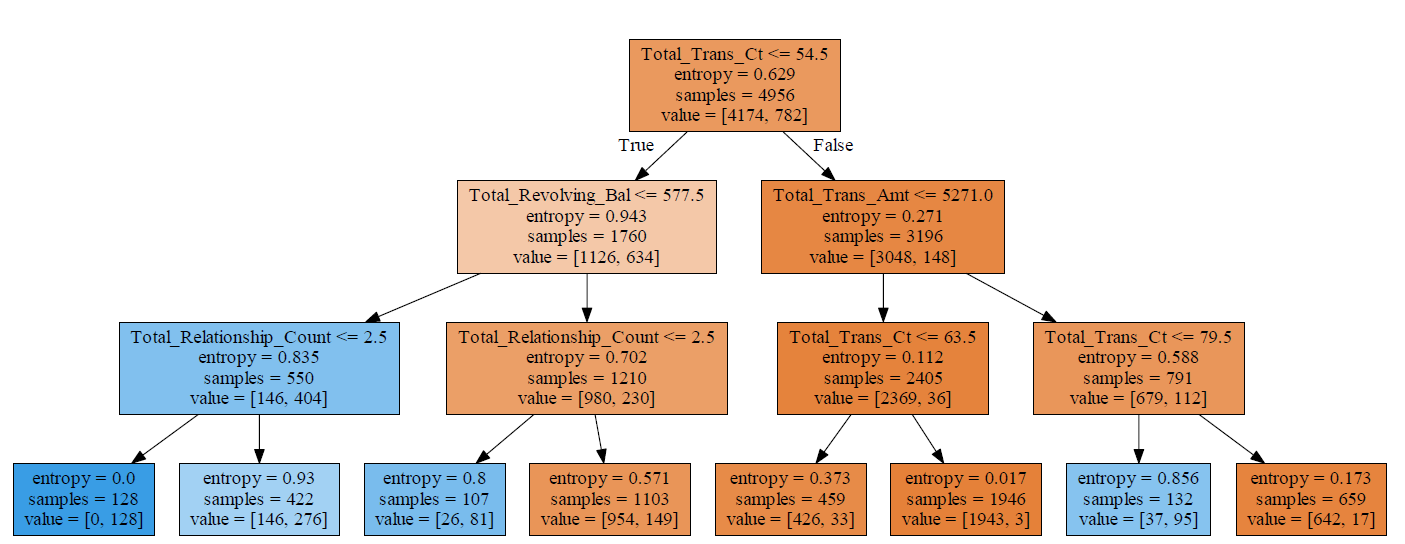 Total_Trans_Ct <= 54.5
entropy = 0.629
samples = 4956
value = [4174, 782]
True
False
Total_Revolving_Bal <= 577.5
entropy = 0.943
samples = 1760
value = [1126, 634]
Total_Trans_Amt <= 5271.0
entropy = 0.271
samples = 3196
value = [3048, 148]
Total_Relationship_Count <= 2.5
entropy = 0.835
samples = 550
value = [146, 404]
Total_Relationship_Count <= 2.5
entropy = 0.702
samples = 1210
value = [980, 230]
Total_Trans_Ct <= 63.5
entropy = 0.112
samples = 2405
value = [2369, 36]
Total_Trans_Ct <= 79.5
entropy = 0.588
samples = 791
value = [679, 112]
entropy = 0.0
samples = 128
value = [0, 128]
entropy = 0.93
samples = 422
value = [146, 276]
entropy = 0.8
samples = 107
value = [26, 81]
entropy = 0.571
samples = 1103
value = [954, 149]
entropy = 0.373
samples = 459
value = [426, 33]
entropy = 0.017
samples = 1946
value = [1943, 3]
entropy = 0.856
samples = 132
value = [37, 95]
entropy = 0.173
samples = 659
value = [642, 17]